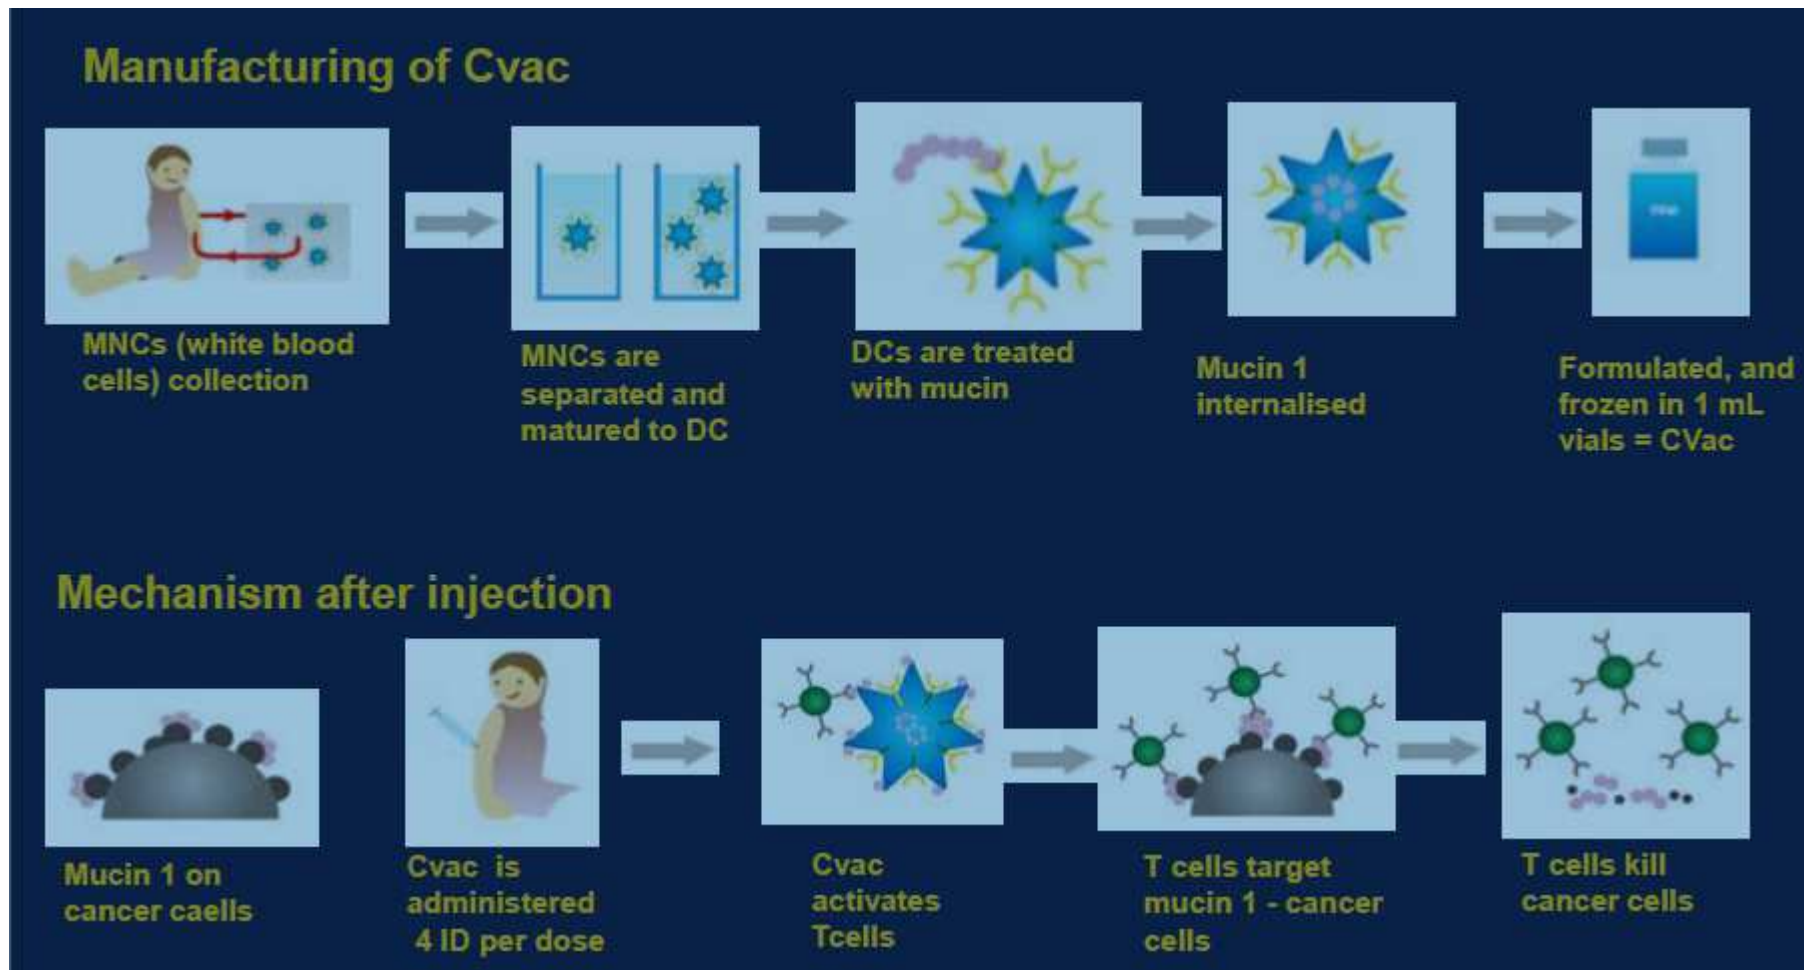 Manufacturing of Cvac
MNCs (white blood
cells) collection
MNCs are
separated and
matured to DC
DCs are treated
with mucin
Mucin 1
internalised
Formulated, and
frozen in 1 mL
vials = CVac
Mechanism after injection
Mucin 1 on
cancer caells
Cvac is
administered
4 ID per dose
Cvac
activates
Tcells
T cells target
mucin 1 - cancer
cells
T cells kill
cancer cells